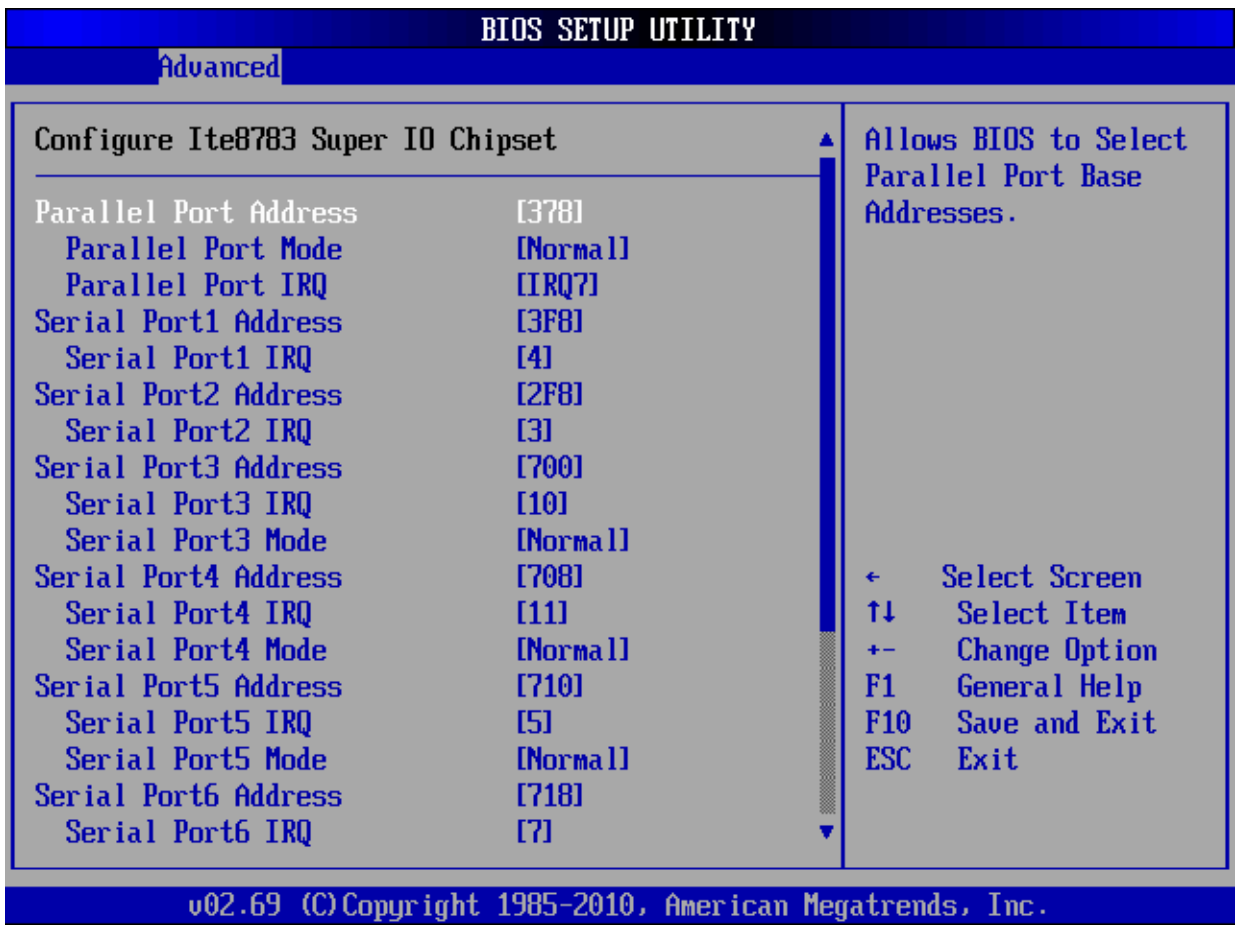 BIOS SETUP UTILITY
Advanced
Configure Ite8783 Super IO Chipset
Parallel Port Address [378]
Parallel Port Mode [Normal]
Parallel Port IRQ [IRQ7]
Serial Port1 Address [3F8]
Serial Port1 IRQ [4]
Serial Port2 Address [2F8]
Serial Port2 IRQ [3]
Serial Port3 Address [700]
Serial Port3 IRQ [10]
Serial Port3 Mode [Normal]
Serial Port4 Address [708]
Serial Port4 IRQ [11]
Serial Port4 Mode [Normal]
Serial Port5 Address [710]
Serial Port5 IRQ [5]
Serial Port5 Mode [Normal]
Serial Port6 Address [718]
Serial Port6 IRQ [7]
Allows BIOS to Select
Parallel Port Base
Addresses.
← Select Screen
↑↓ Select Item
+- Change Option
F1 General Help
F10 Save and Exit
ESC Exit
v02.69 (C)Copyright 1985-2010, American Megatrends, Inc.